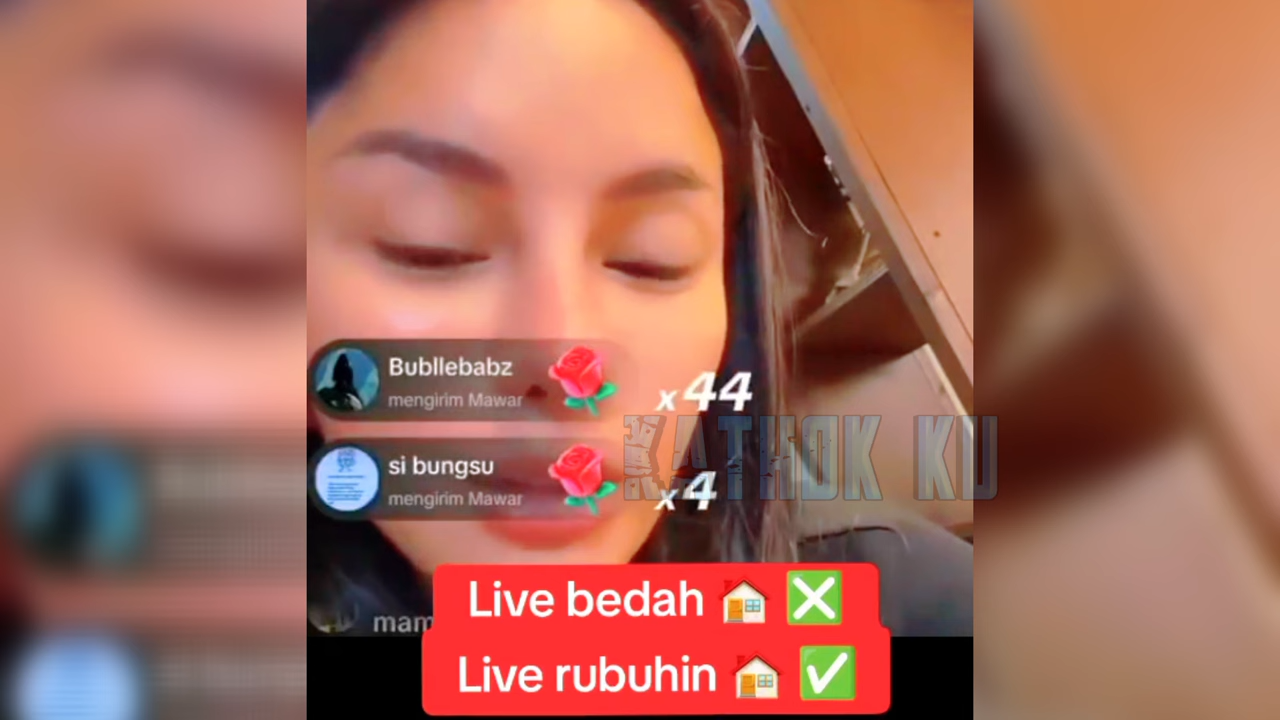 Bubllebabz
mengirim Mawar
x44
si bungsu
mengirim Mawar
x4
KATHOK KU
mam
Live bedah 🏠 ❎
Live rubuhin 🏠 ✅